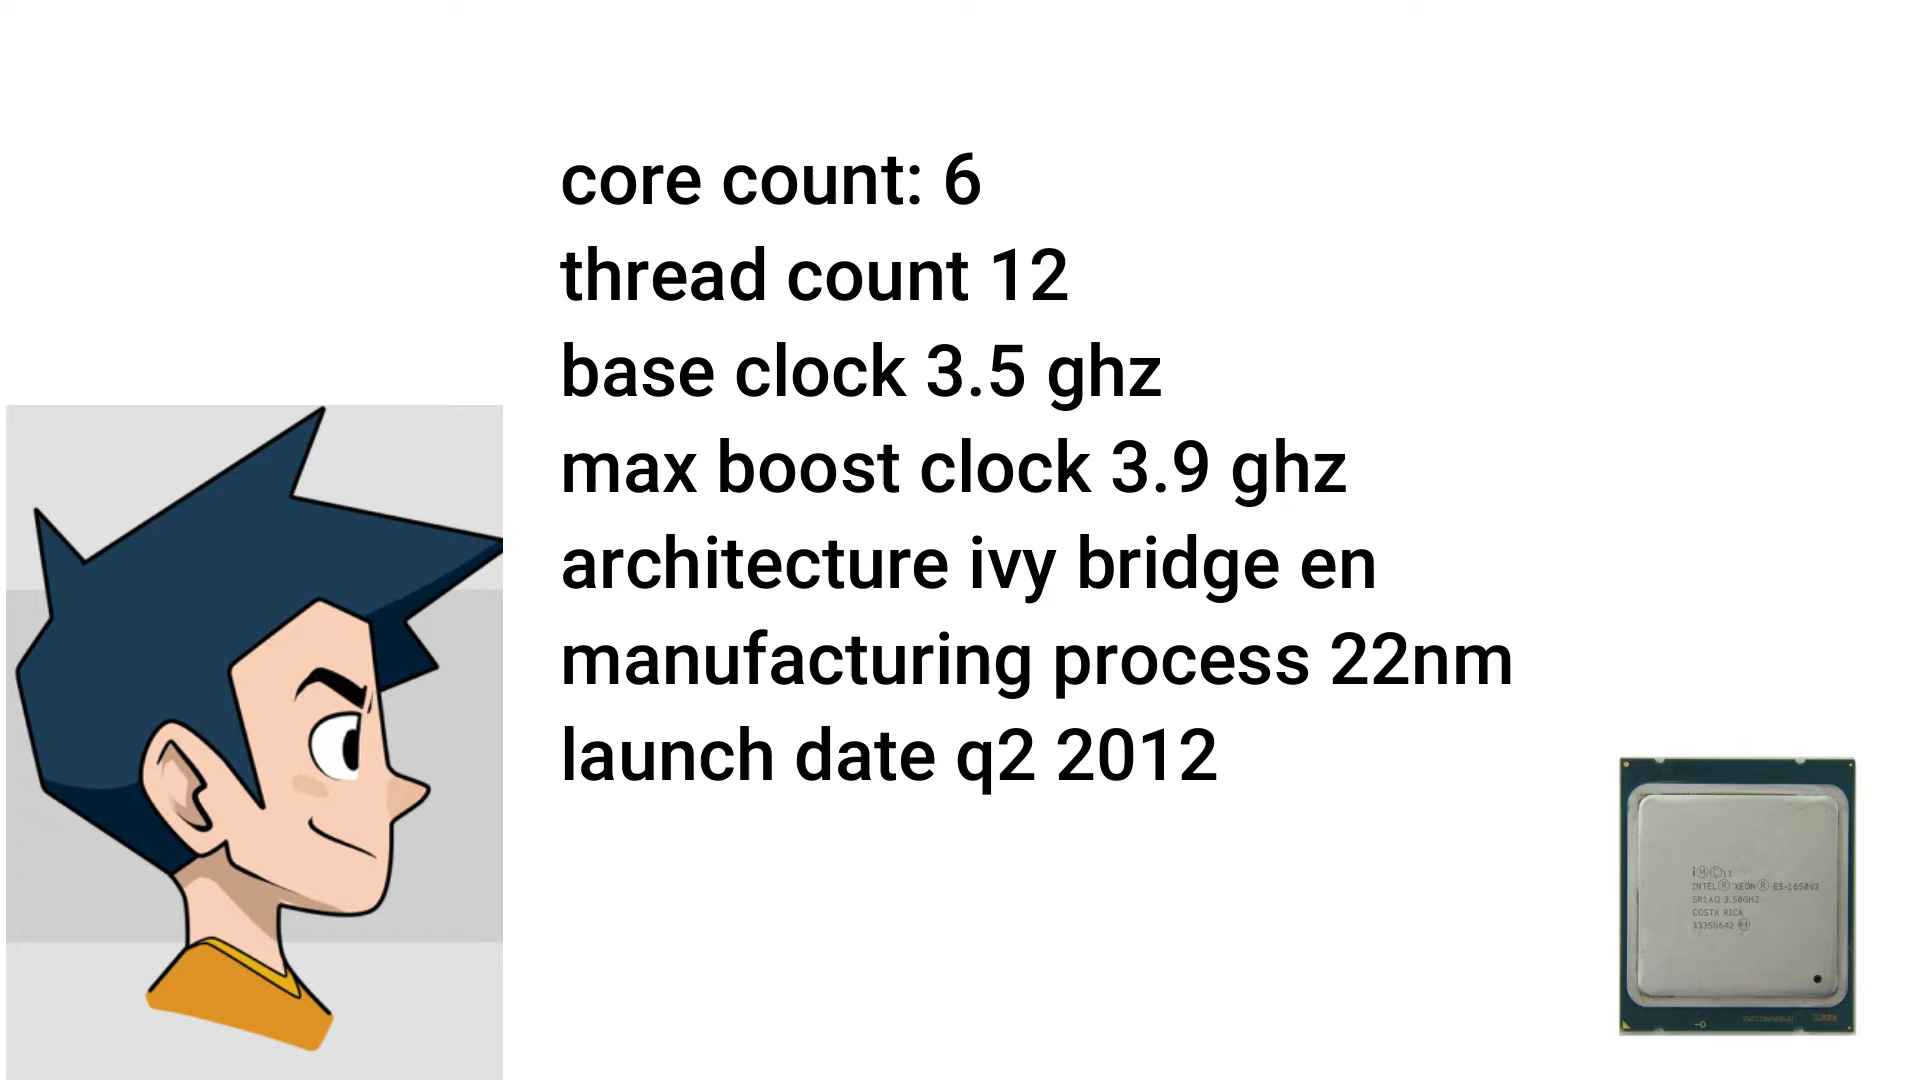 core count: 6
thread count 12
base clock 3.5 ghz
max boost clock 3.9 ghz
architecture ivy bridge en
manufacturing process 22nm
launch date q2 2012
INTEL® XEON® E5-1650V2
SR1AQ 3.50GHZ
COSTA RICA